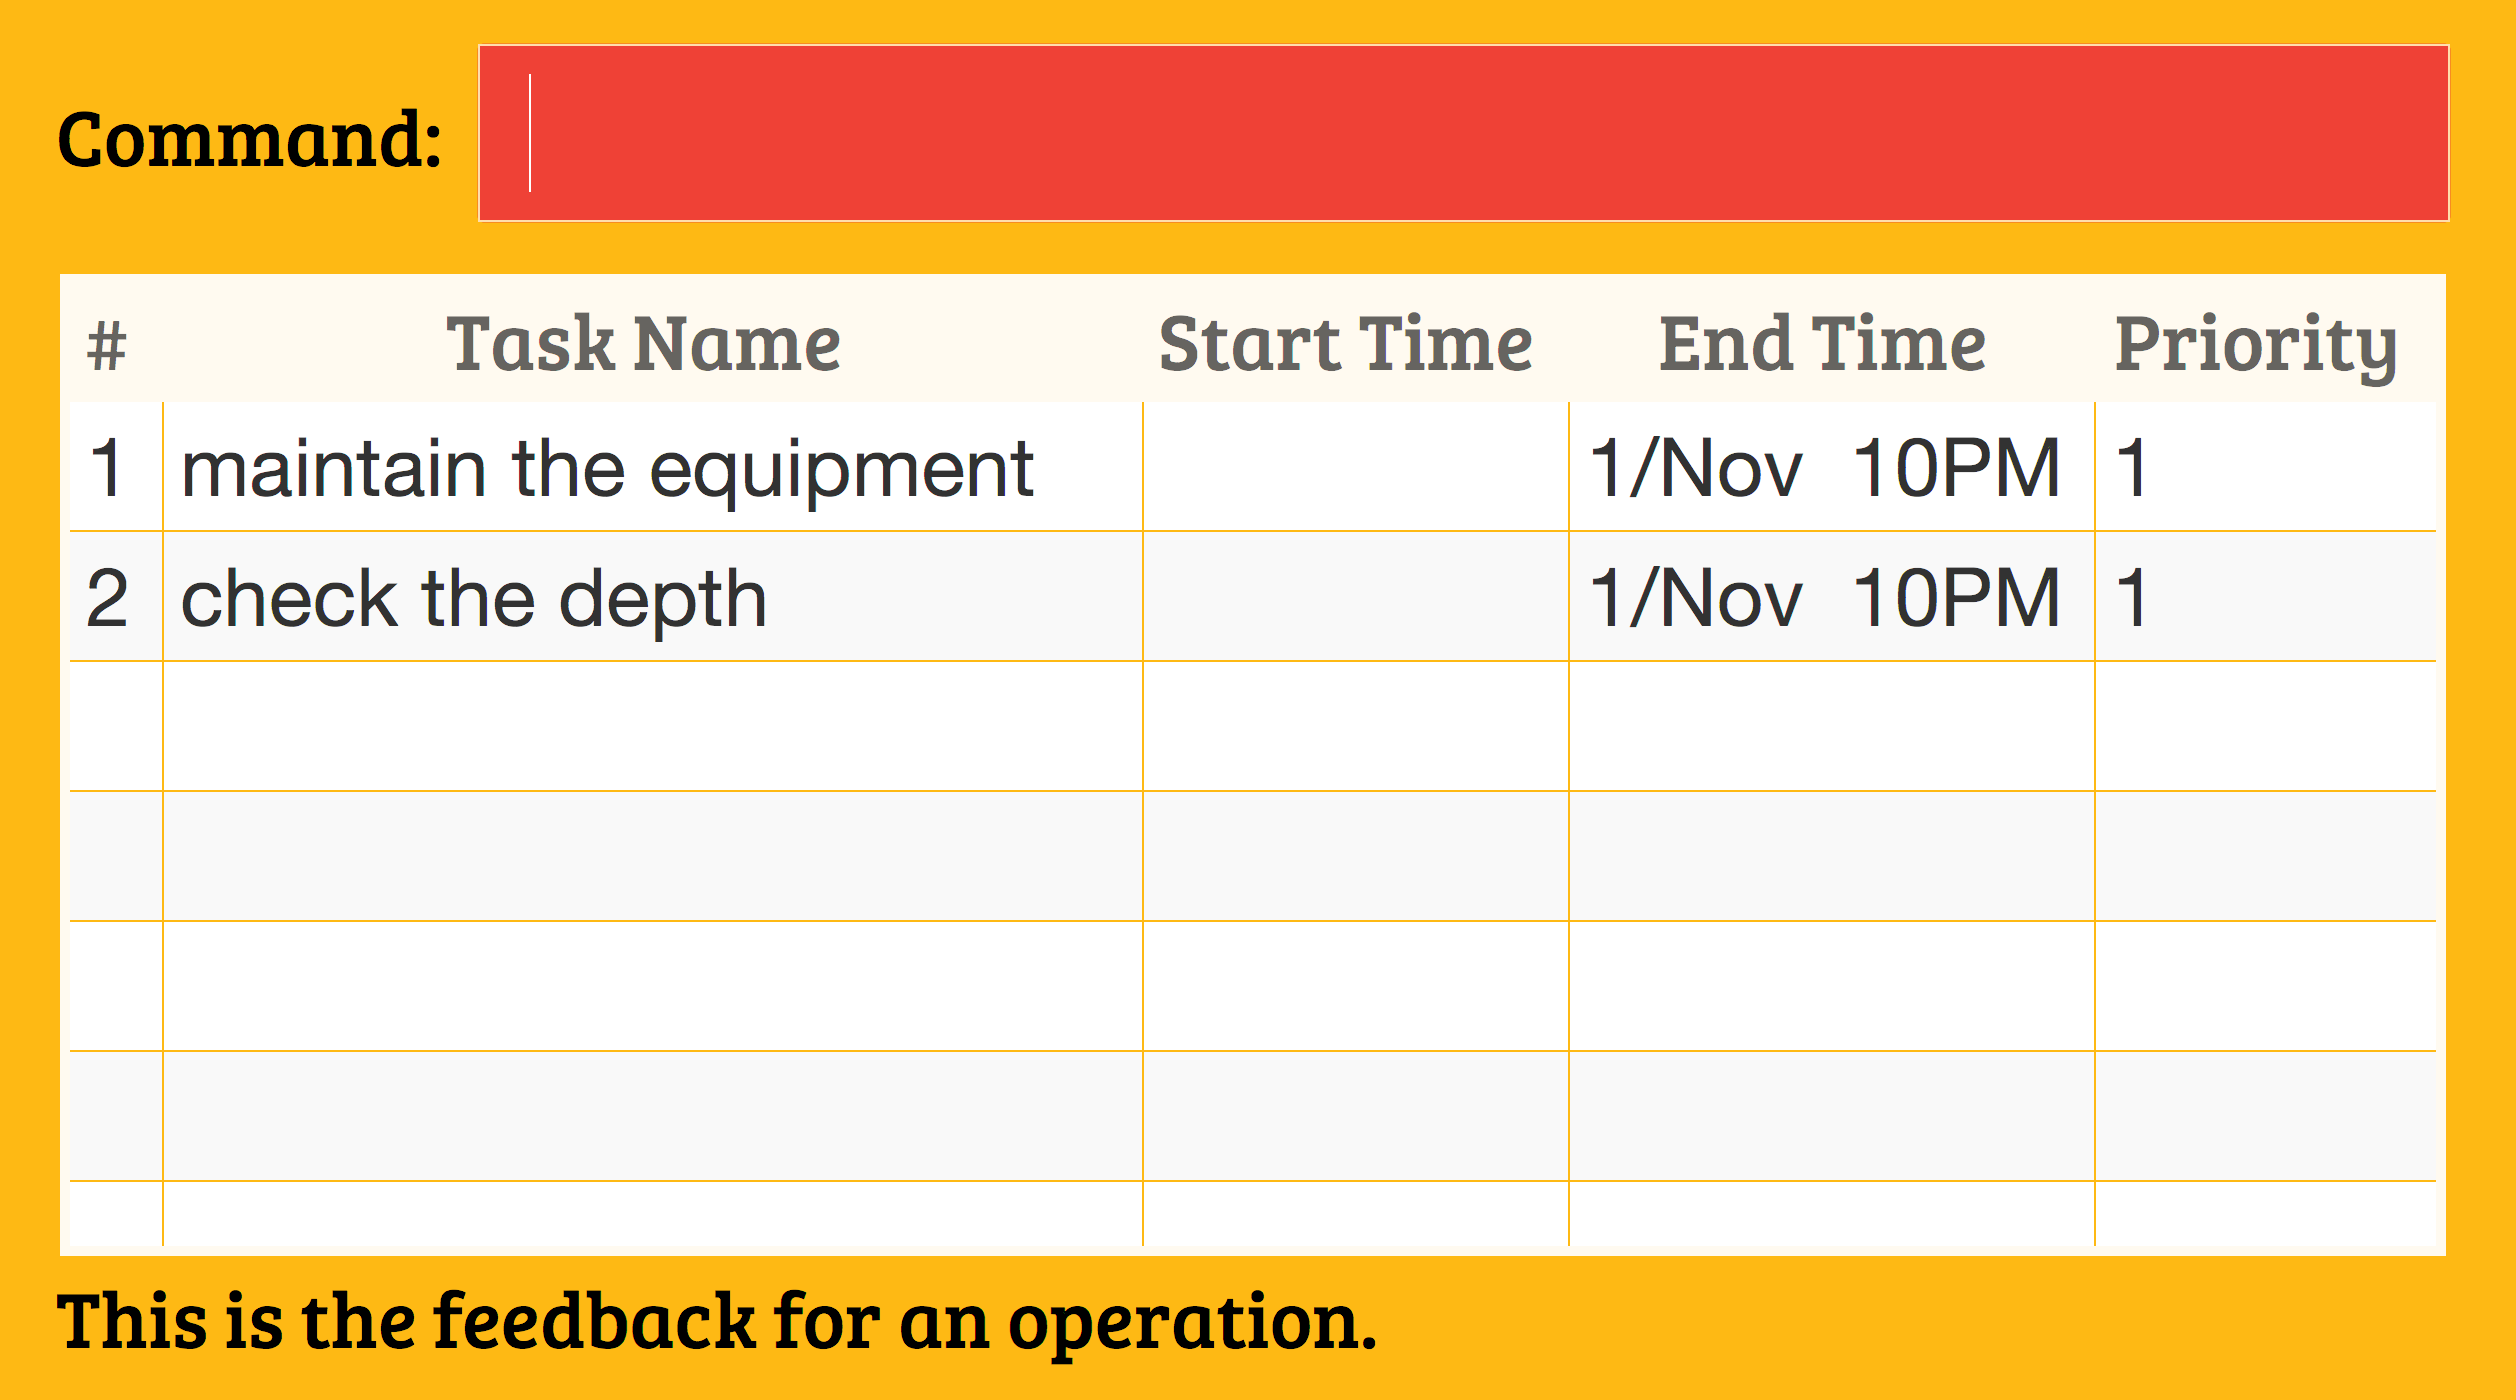 Command:
# Task Name Start Time End Time Priority
1 maintain the equipment 1/Nov  10PM 1
2 check the depth 1/Nov  10PM 1
This is the feedback for an operation.